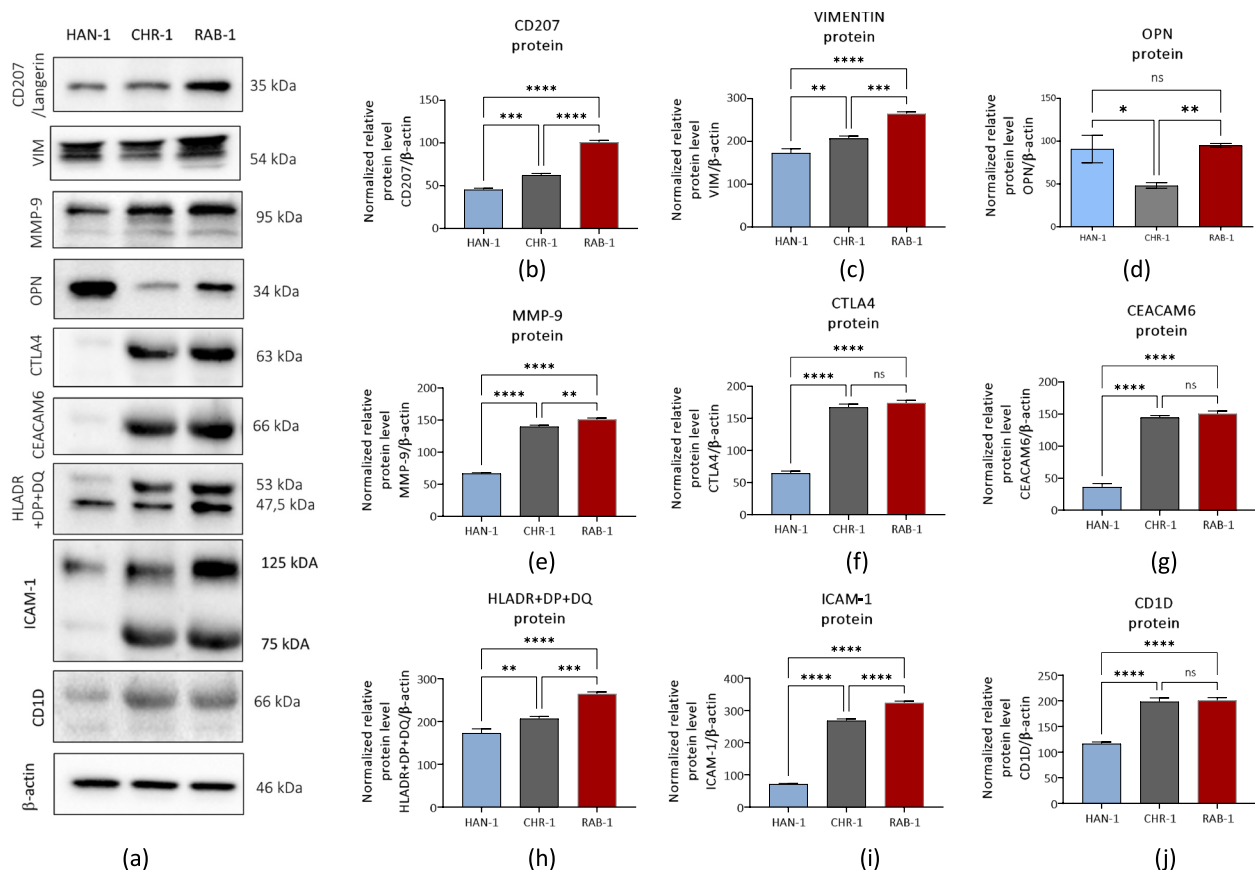 HAN-1 CHR-1 RAB-1
CD207
/Langerin
35 kDa
VIM
54 kDa
MMP-9
95 kDa
OPN
34 kDa
CTLA4
63 kDa
CEACAM6
66 kDa
HLADR
+DP+DQ
53 kDa
47,5 kDa
ICAM-1
125 kDA
75 kDA
CD1D
66 kDa
β-actin
46 kDa
(a)
CD207
protein
****
*** ****
Normalized relative
protein level
CD207/β-actin
150
100
50
0
HAN-1 CHR-1 RAB-1
(b)
VIMENTIN
protein
****
** ***
Normalized relative
protein level
VIM/β-actin
300
200
100
0
HAN-1 CHR-1 RAB-1
(c)
OPN
protein
ns
* **
Normalized relative
protein level
OPN/β-actin
150
100
50
0
HAN-1 CHR-1 RAB-1
(d)
MMP-9
protein
****
**** **
Normalized relative
protein level
MMP-9/β-actin
200
150
100
50
0
HAN-1 CHR-1 RAB-1
(e)
CTLA4
protein
****
**** ns
Normalized relative
protein level
CTLA4/β-actin
200
150
100
50
0
HAN-1 CHR-1 RAB-1
(f)
CEACAM6
protein
****
**** ns
Normalized relative
protein level
CEACAM6/β-actin
200
150
100
50
0
HAN-1 CHR-1 RAB-1
(g)
HLADR+DP+DQ
protein
****
** ***
Normalized relative
protein level
HLADR+DP+DQ/β-actin
300
200
100
0
HAN-1 CHR-1 RAB-1
(h)
ICAM-1
protein
****
**** ****
Normalized relative
protein level
ICAM-1/β-actin
400
300
200
100
0
HAN-1 CHR-1 RAB-1
(i)
CD1D
protein
****
**** ns
Normalized relative
protein level
CD1D/β-actin
250
200
150
100
50
0
HAN-1 CHR-1 RAB-1
(j)